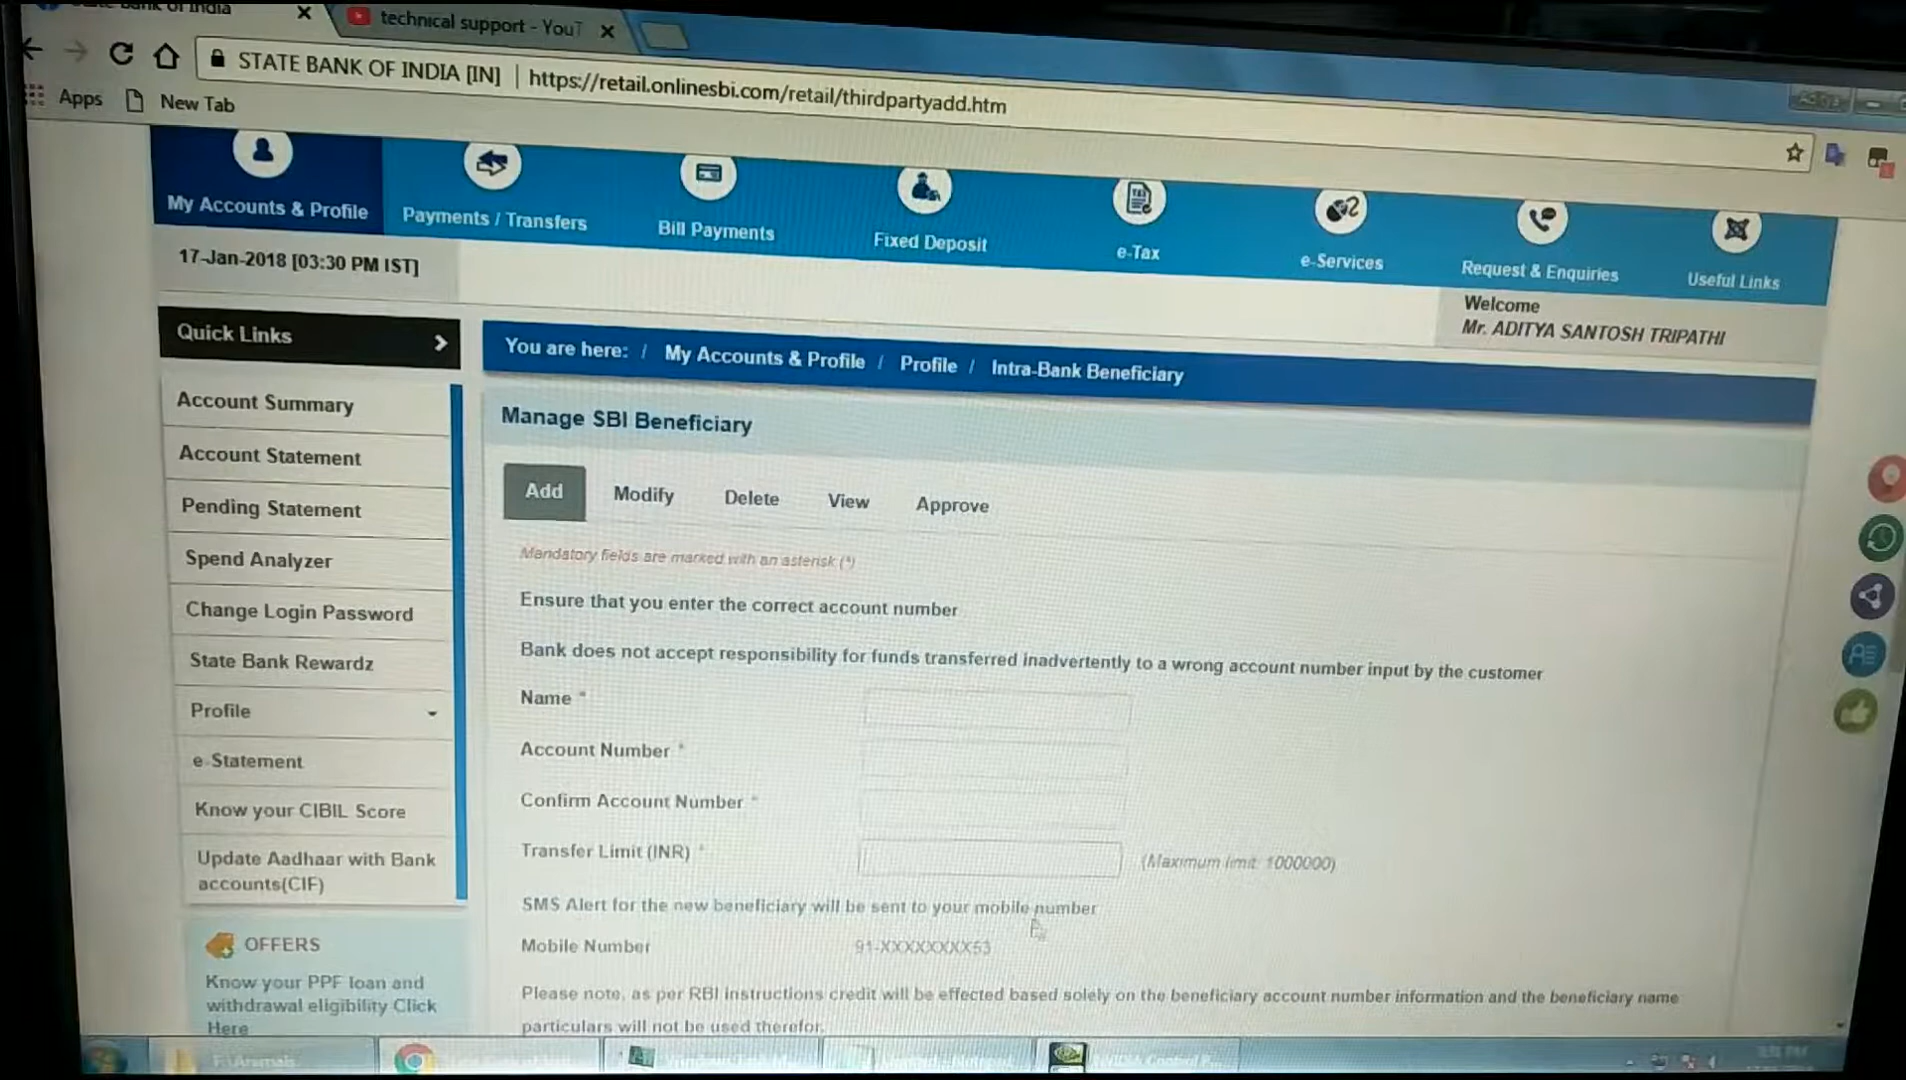 State Bank of India
technical support - YouT
STATE BANK OF INDIA [IN] | https://retail.onlinesbi.com/retail/thirdpartyadd.htm
Apps New Tab
My Accounts & Profile
Payments / Transfers
Bill Payments
Fixed Deposit
e-Tax
e-Services
Request & Enquiries
Useful Links
17-Jan-2018 [03:30 PM IST]
Welcome
Mr. ADITYA SANTOSH TRIPATHI
Quick Links
Account Summary
Account Statement
Pending Statement
Spend Analyzer
Change Login Password
State Bank Rewardz
Profile
e-Statement
Know your CIBIL Score
Update Aadhaar with Bank
accounts(CIF)
OFFERS
Know your PPF loan and
withdrawal eligibility Click
Here
You are here: / My Accounts & Profile / Profile / Intra-Bank Beneficiary
Manage SBI Beneficiary
Add Modify Delete View Approve
Mandatory fields are marked with an asterisk (*)
Ensure that you enter the correct account number
Bank does not accept responsibility for funds transferred inadvertently to a wrong account number input by the customer
Name *
Account Number *
Confirm Account Number *
Transfer Limit (INR) * (Maximum limit: 1000000)
SMS Alert for the new beneficiary will be sent to your mobile number
Mobile Number 91-XXXXXXXX53
Please note, as per RBI instructions credit will be effected based solely on the beneficiary account number information and the beneficiary name
particulars will not be used therefor.
F:\Animals